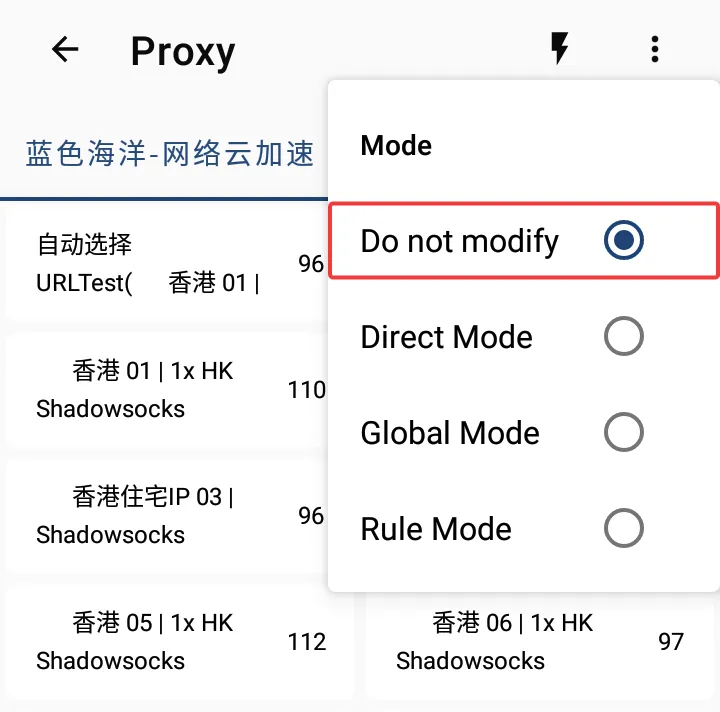 Proxy
蓝色海洋-网络云加速
Mode
Do not modify
Direct Mode
Global Mode
Rule Mode
自动选择
URLTest( 香港 01 |
96
香港 01 | 1x HK
Shadowsocks
110
香港住宅IP 03 |
Shadowsocks
96
香港 05 | 1x HK
Shadowsocks
112
香港 06 | 1x HK
Shadowsocks
97